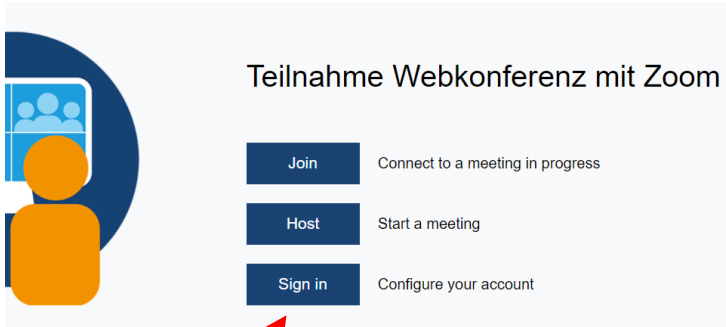 Teilnahme Webkonferenz mit Zoom
Join Connect to a meeting in progress
Host Start a meeting
Sign in Configure your account